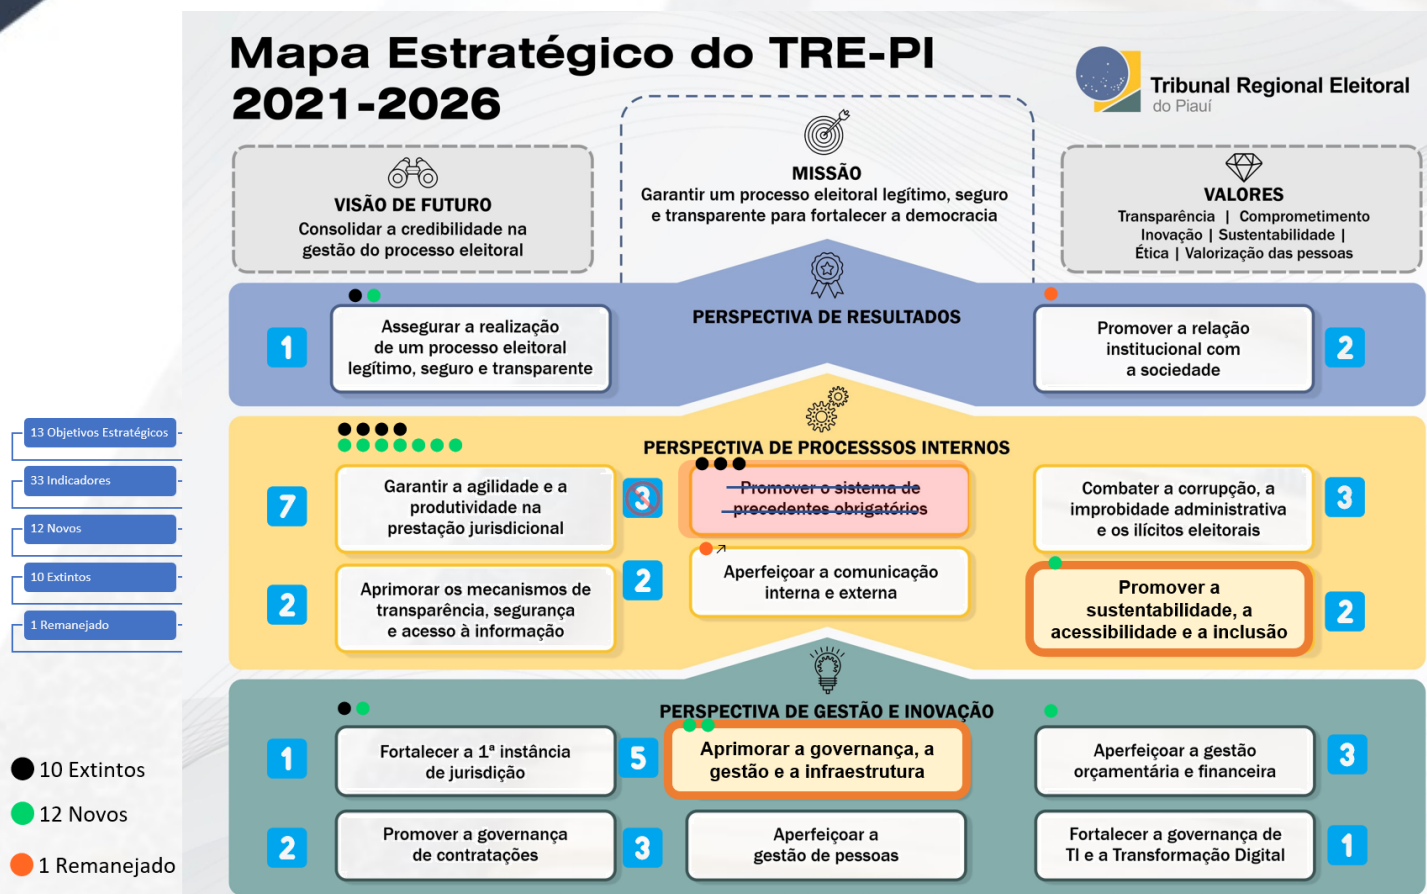 Mapa Estratégico do TRE-PI
2021-2026
Tribunal Regional Eleitoral
do Piauí
VISÃO DE FUTURO
Consolidar a credibilidade na
gestão do processo eleitoral
MISSÃO
Garantir um processo eleitoral legítimo, seguro
e transparente para fortalecer a democracia
VALORES
Transparência | Comprometimento
Inovação | Sustentabilidade |
Ética | Valorização das pessoas
PERSPECTIVA DE RESULTADOS
1
Assegurar a realização
de um processo eleitoral
legítimo, seguro e transparente
Promover a relação
institucional com
a sociedade
2
13 Objetivos Estratégicos
33 Indicadores
12 Novos
10 Extintos
1 Remanejado
PERSPECTIVA DE PROCESSSOS INTERNOS
7
Garantir a agilidade e a
produtividade na
prestação jurisdicional
3
Promover o sistema de
precedentes obrigatórios
Combater a corrupção, a
improbidade administrativa
e os ilícitos eleitorais
3
2
Aprimorar os mecanismos de
transparência, segurança
e acesso à informação
2
Aperfeiçoar a comunicação
interna e externa
Promover a
sustentabilidade, a
acessibilidade e a inclusão
2
PERSPECTIVA DE GESTÃO E INOVAÇÃO
1
Fortalecer a 1ª instância
de jurisdição
5
Aprimorar a governança, a
gestão e a infraestrutura
Aperfeiçoar a gestão
orçamentária e financeira
3
2
Promover a governança
de contratações
3
Aperfeiçoar a
gestão de pessoas
Fortalecer a governança de
TI e a Transformação Digital
1
10 Extintos
12 Novos
1 Remanejado